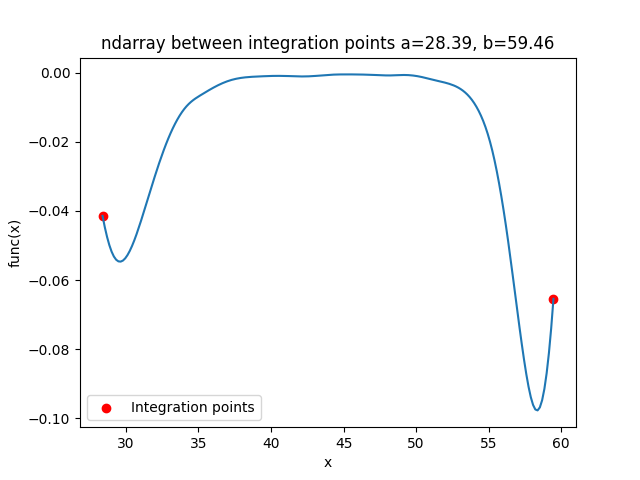 ndarray between integration points a=28.39, b=59.46
0.00
−0.02
−0.04
−0.06
−0.08
−0.10
func(x)
Integration points
30 35 40 45 50 55 60
x